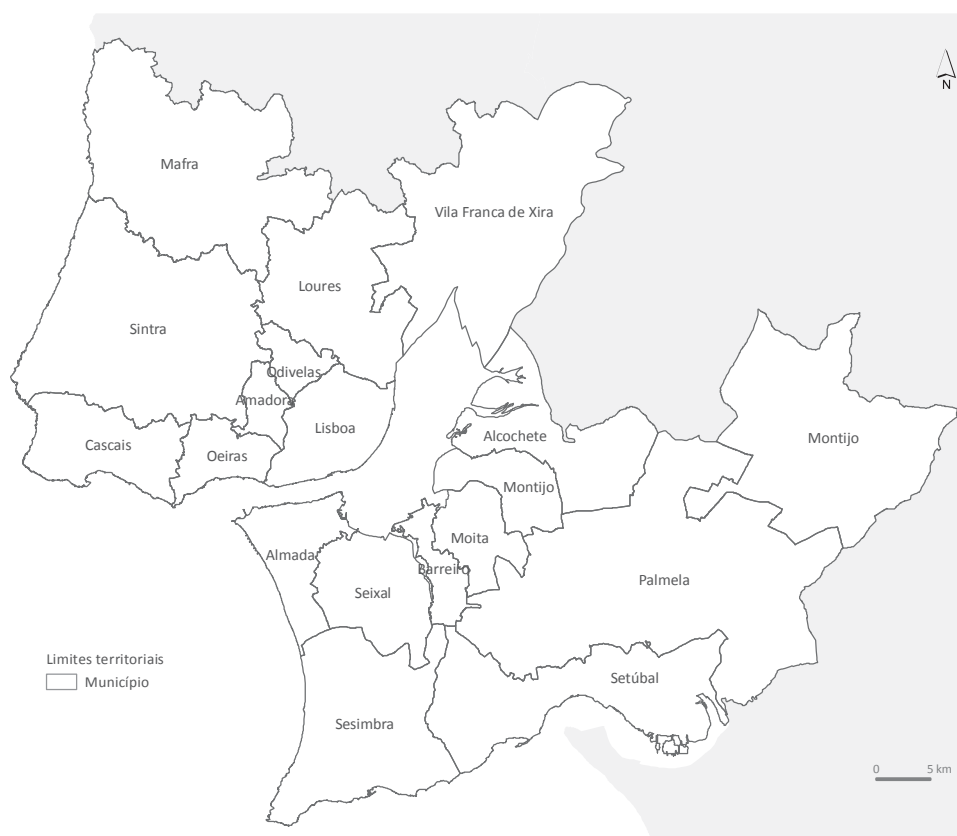 N
Mafra
Vila Franca de Xira
Loures
Sintra
Odivelas
Amadora
Lisboa
Alcochete
Montijo
Cascais
Oeiras
Montijo
Moita
Almada
Barreiro
Palmela
Seixal
Limites territoriais
Município
Setúbal
Sesimbra
0 5 km